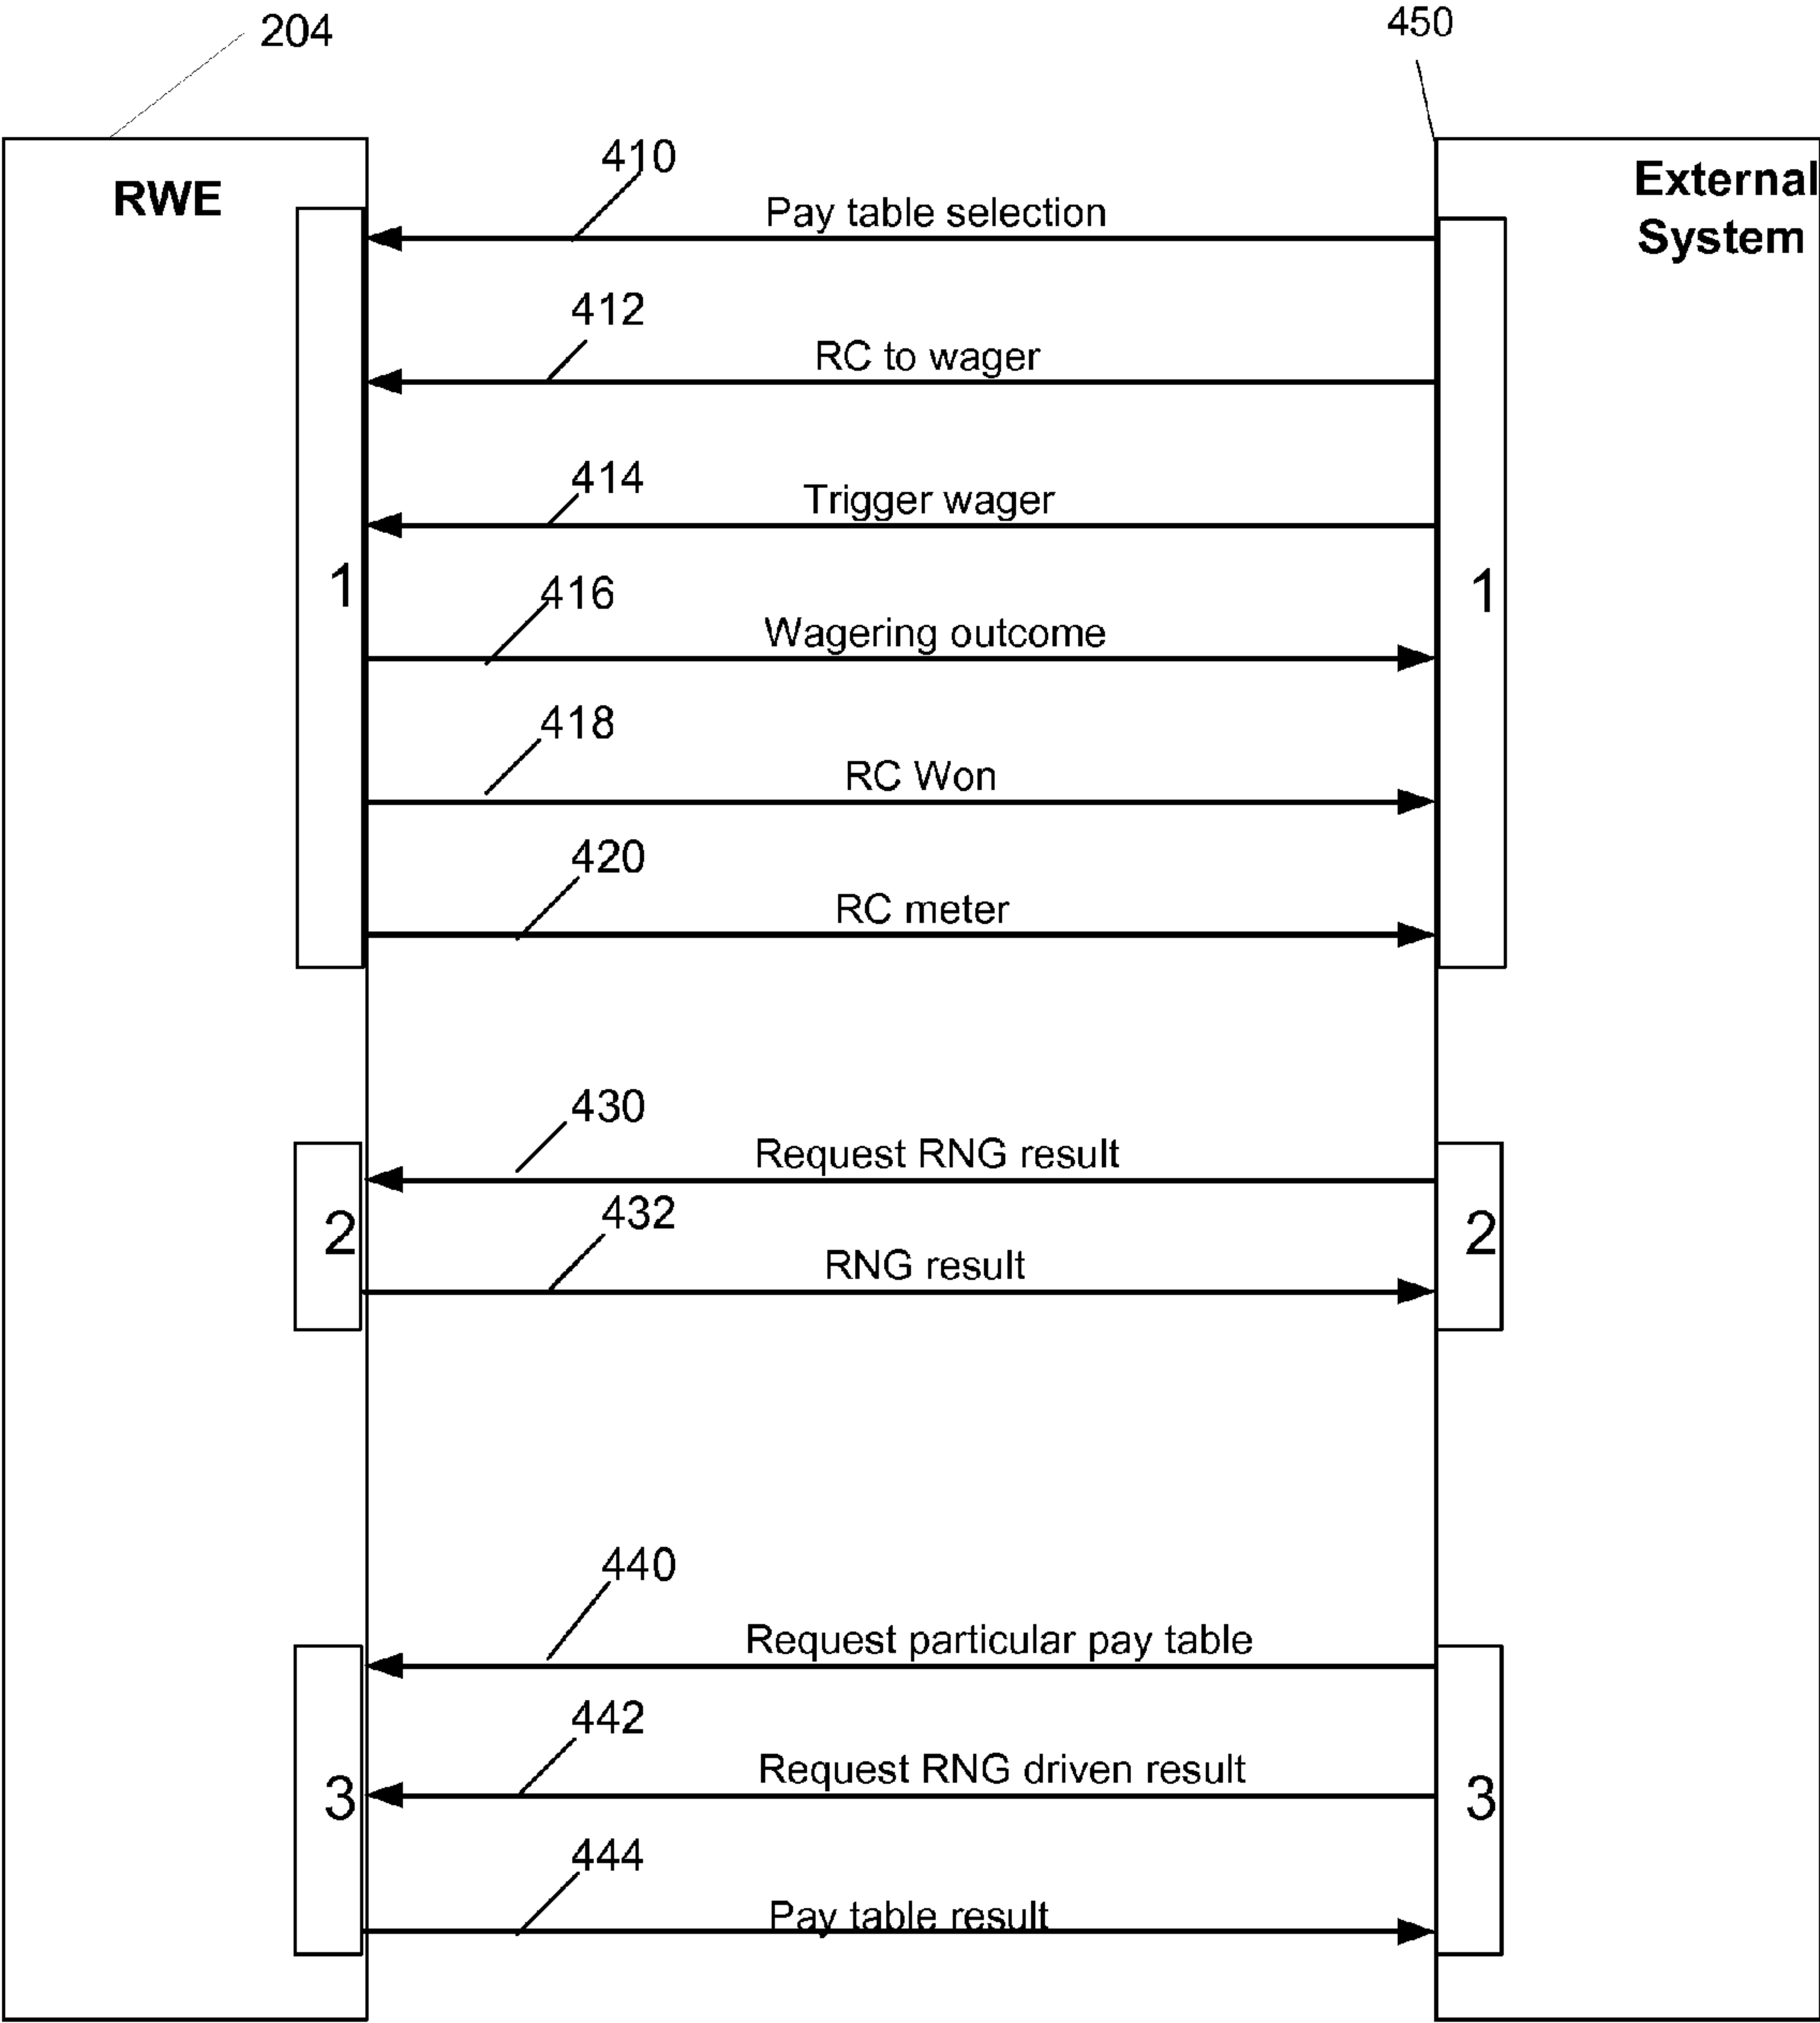 204
450
RWE
External
System
410
Pay table selection
412
RC to wager
414
Trigger wager
1
1
416
Wagering outcome
418
RC Won
420
RC meter
430
Request RNG result
2
2
432
RNG result
440
Request particular pay table
442
Request RNG driven result
3
3
444
Pay table result